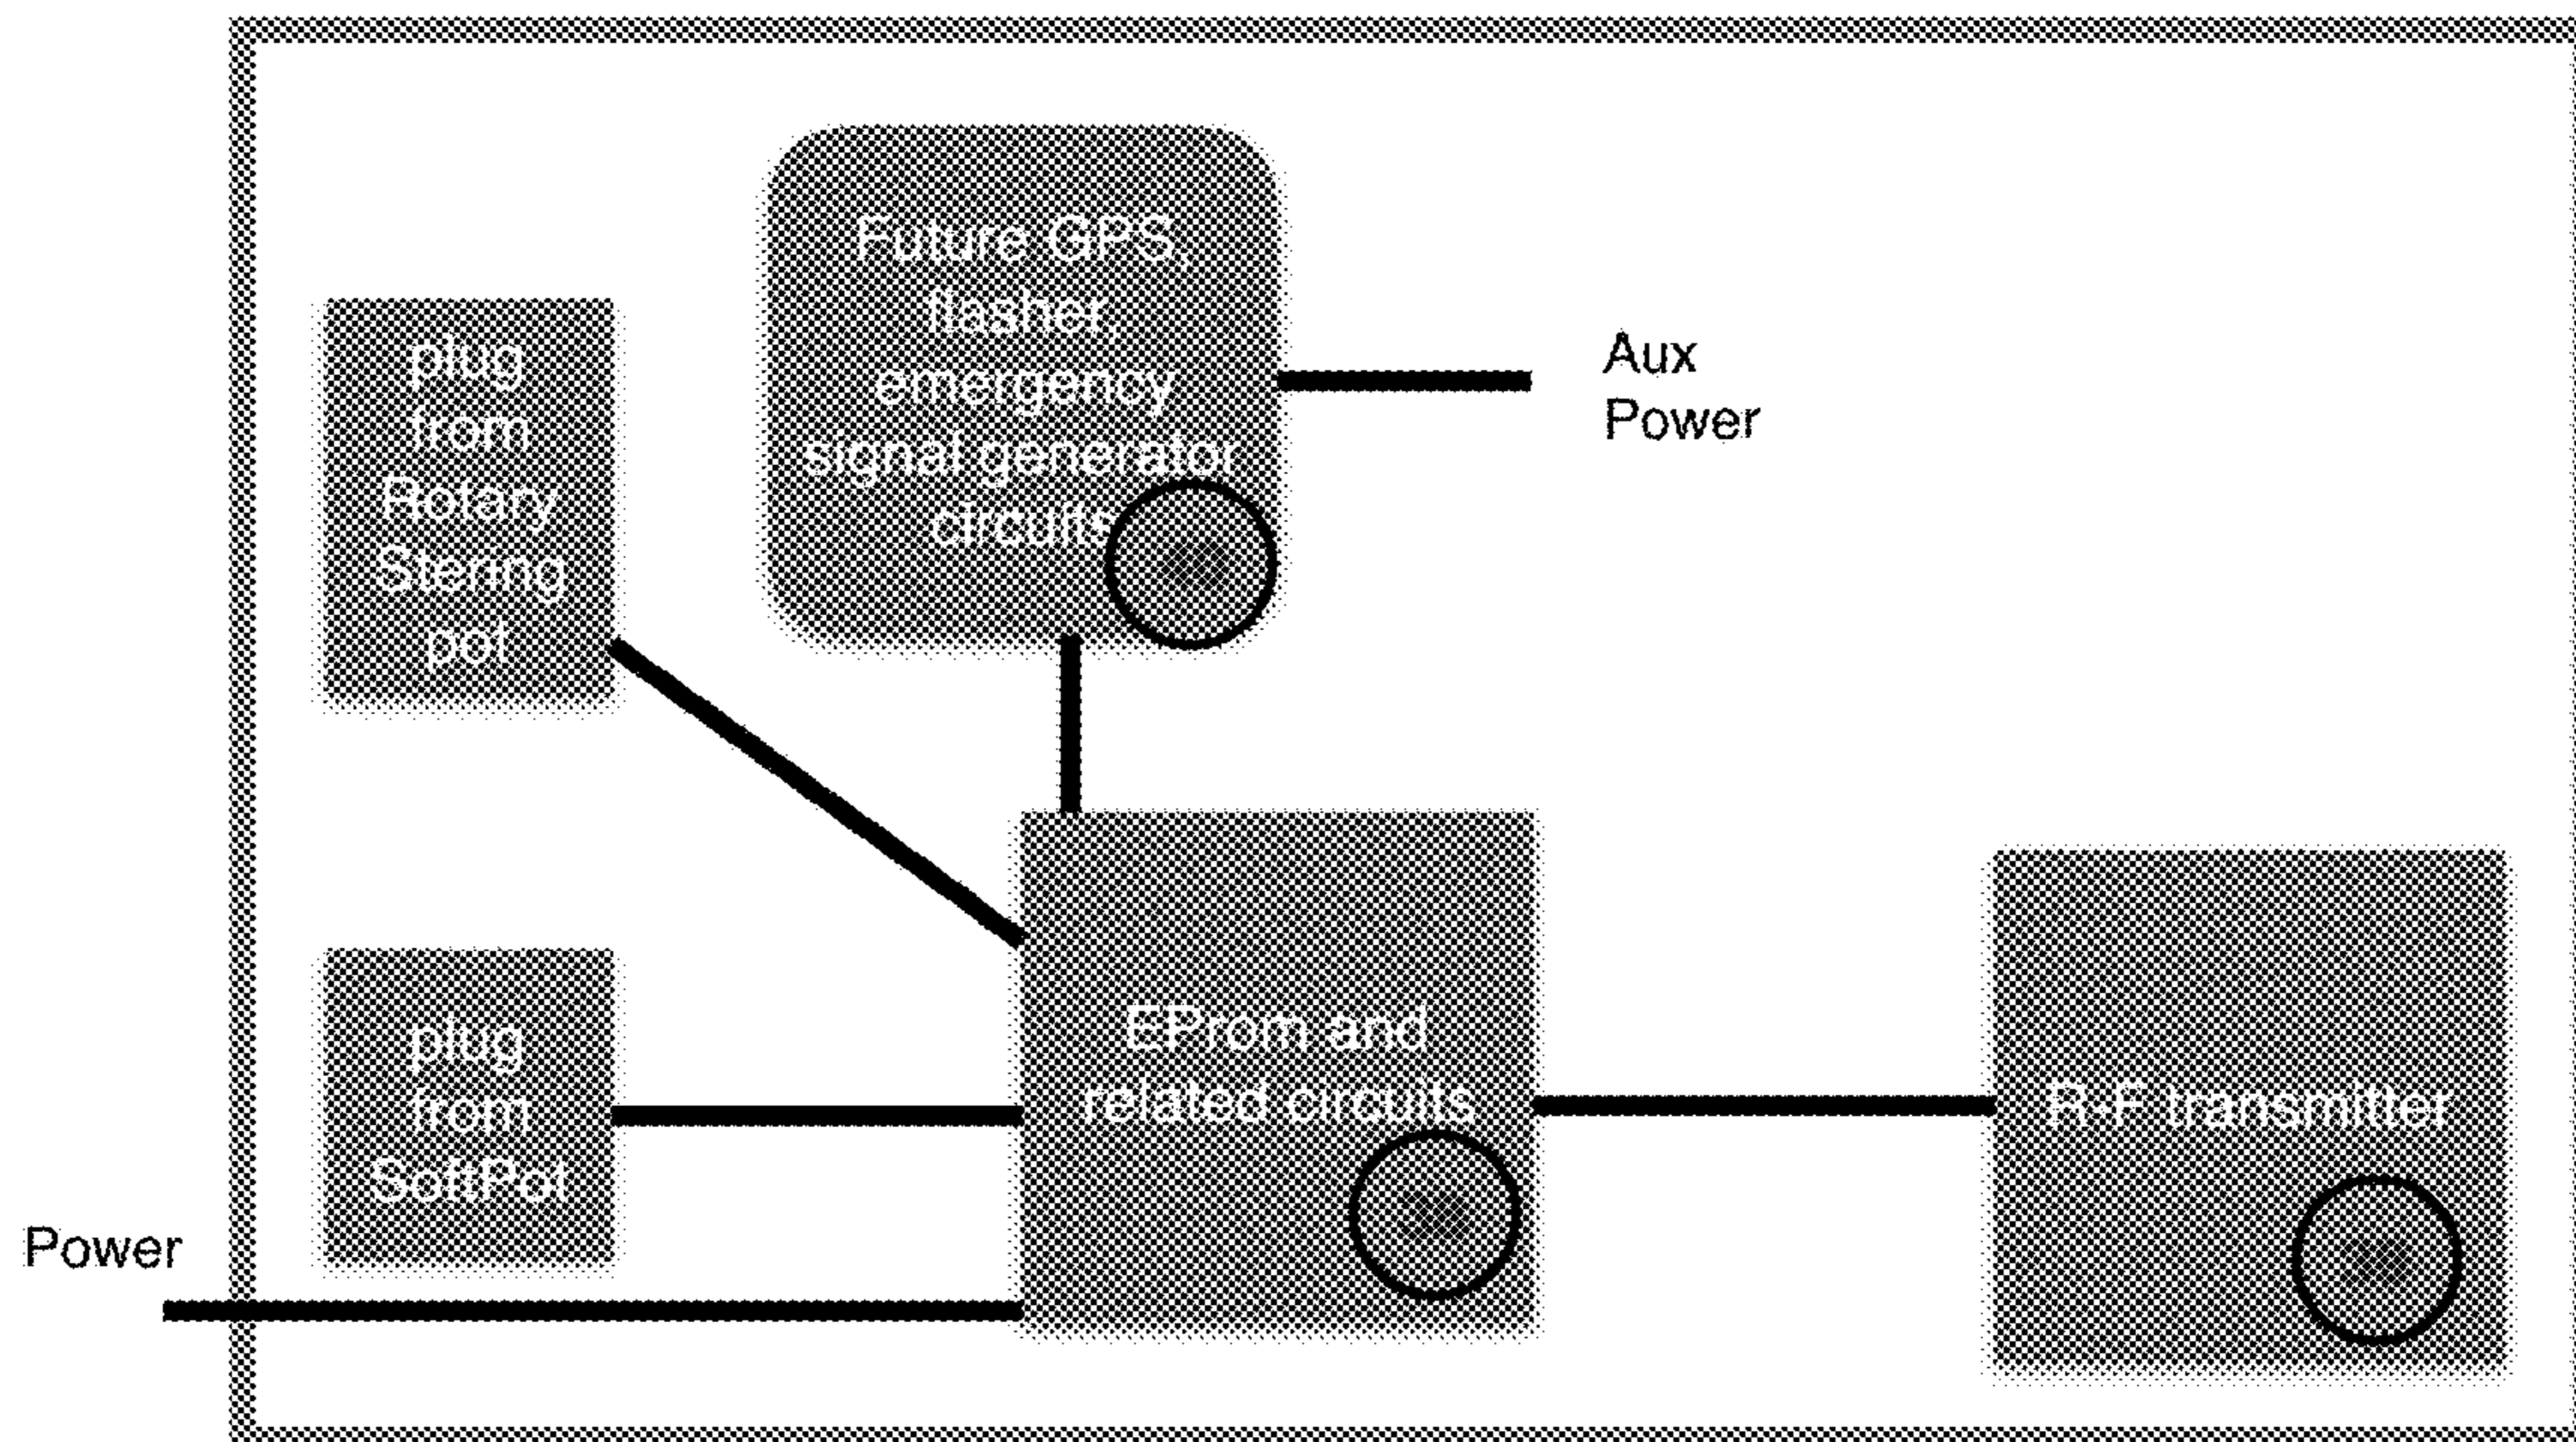 Future GPS,
flasher,
emergency
signal generator
circuits
Aux
Power
plug
from
Rotary
Stering
pot
EProm and
related circuits
plug
from
SoftPot
R-F transmitter
Power